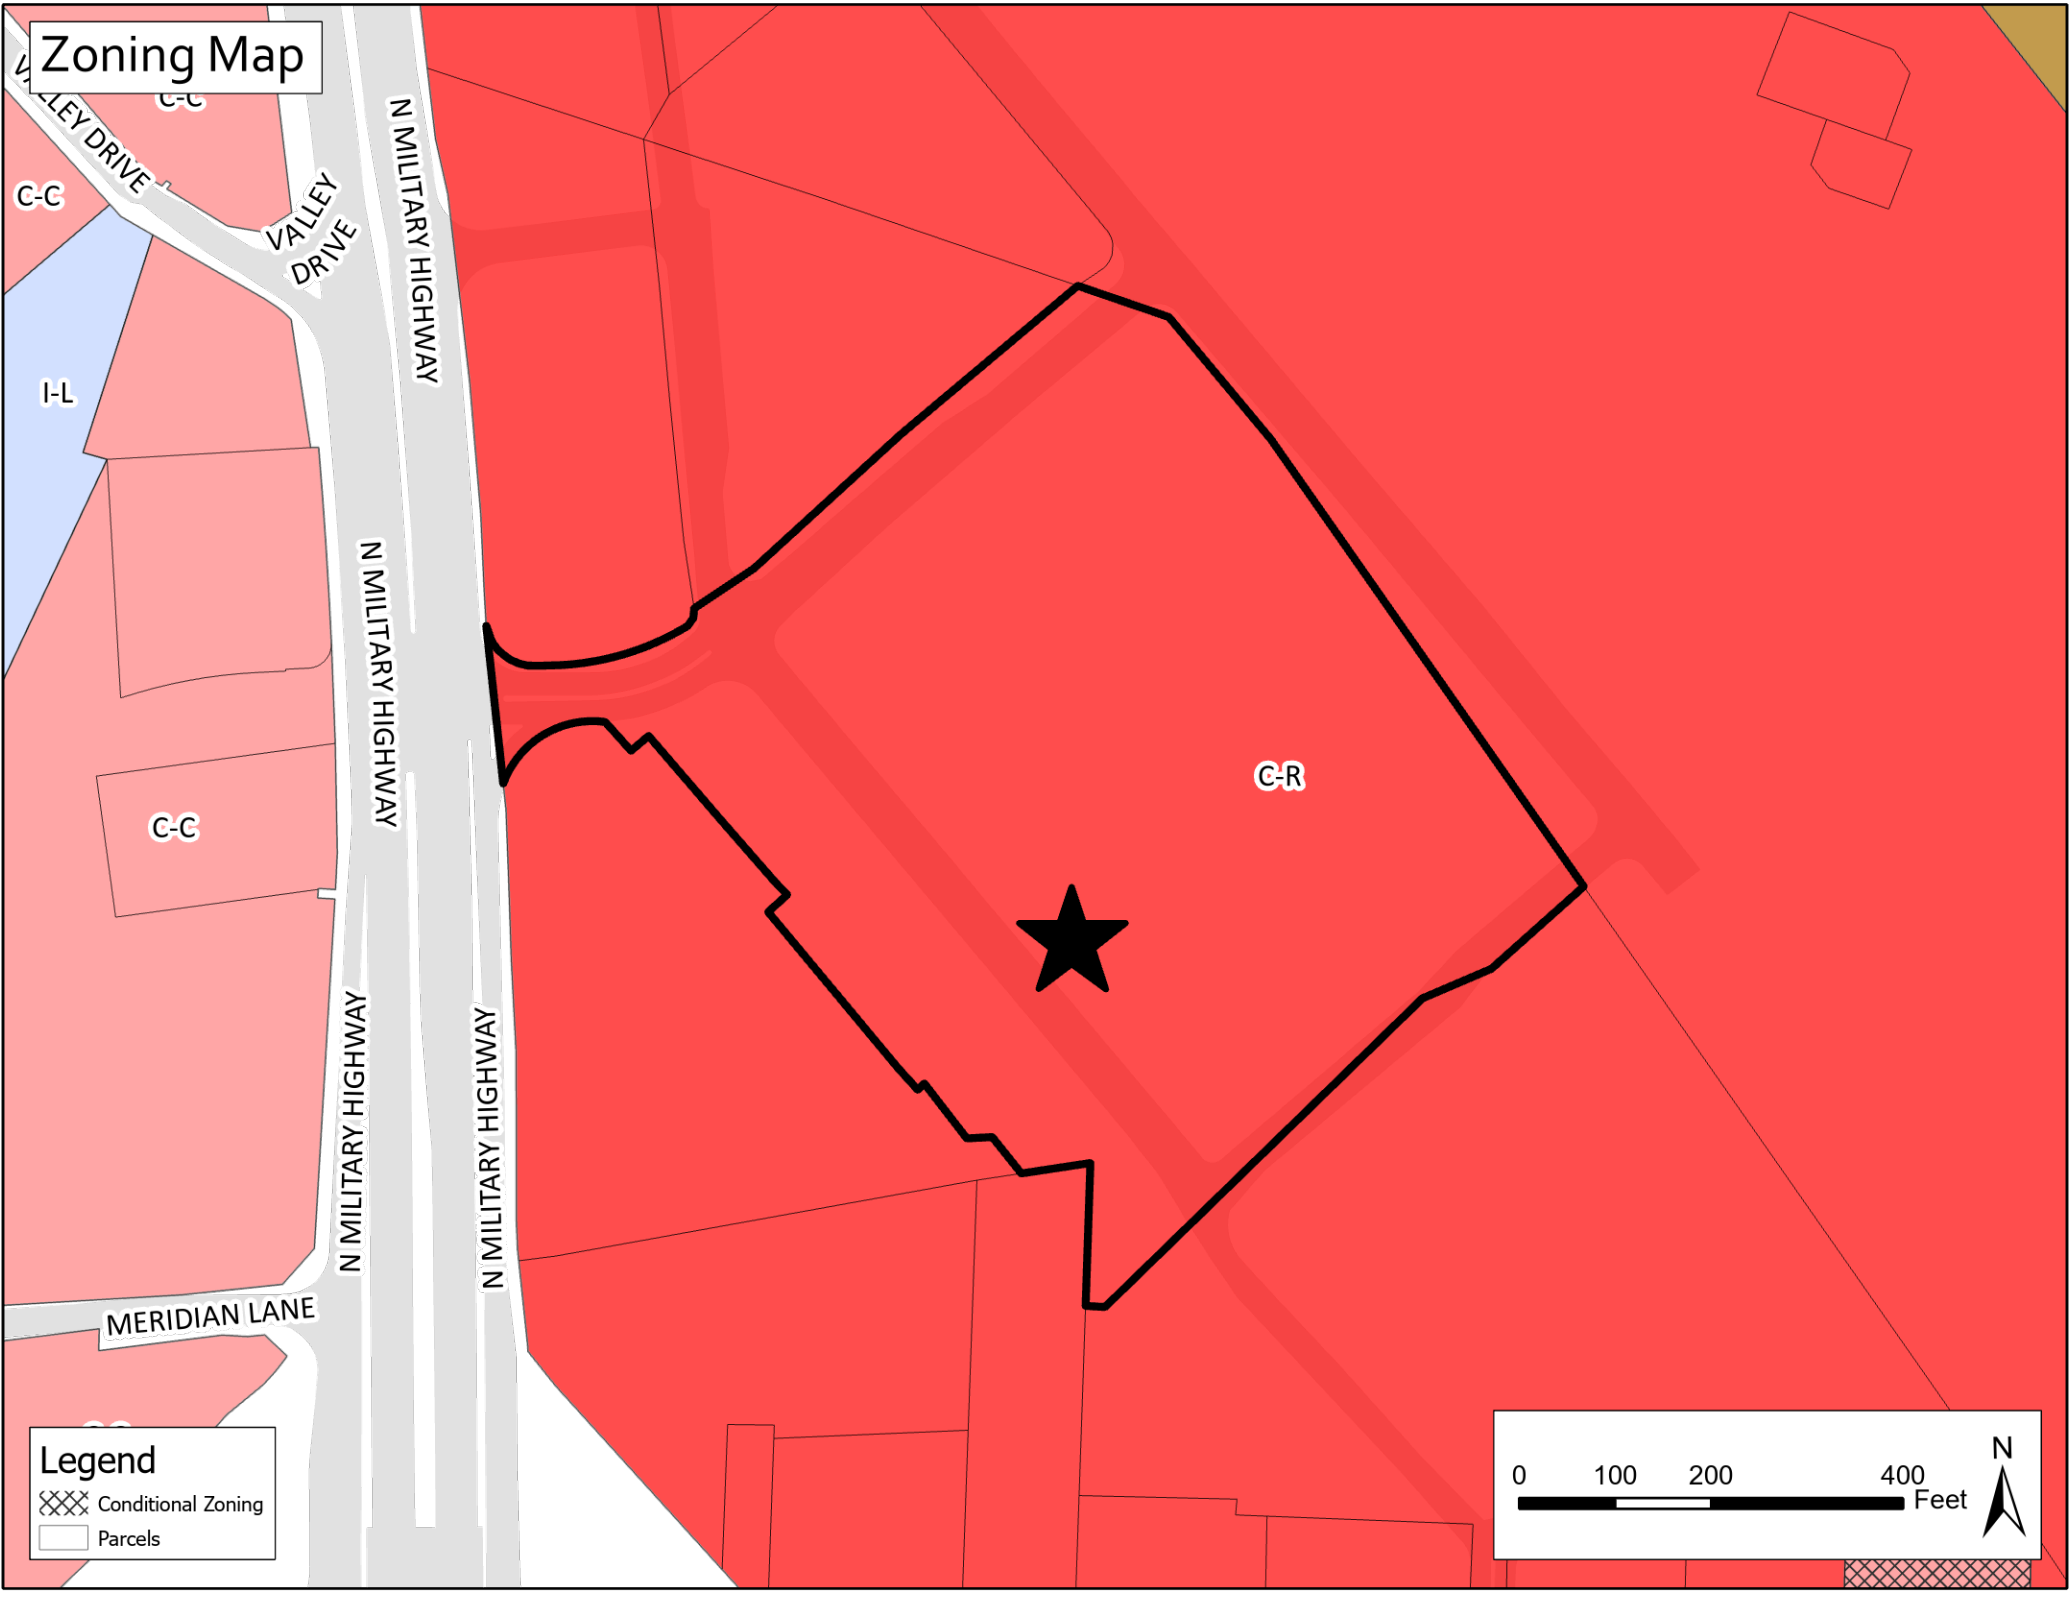 Zoning Map
C-C
VALLEY DRIVE
C-C
VALLEY
DRIVE
N MILITARY HIGHWAY
I-L
N MILITARY HIGHWAY
C-R
C-C
N MILITARY HIGHWAY
N MILITARY HIGHWAY
MERIDIAN LANE
Legend
Conditional Zoning
Parcels
0 100 200 400
Feet
N